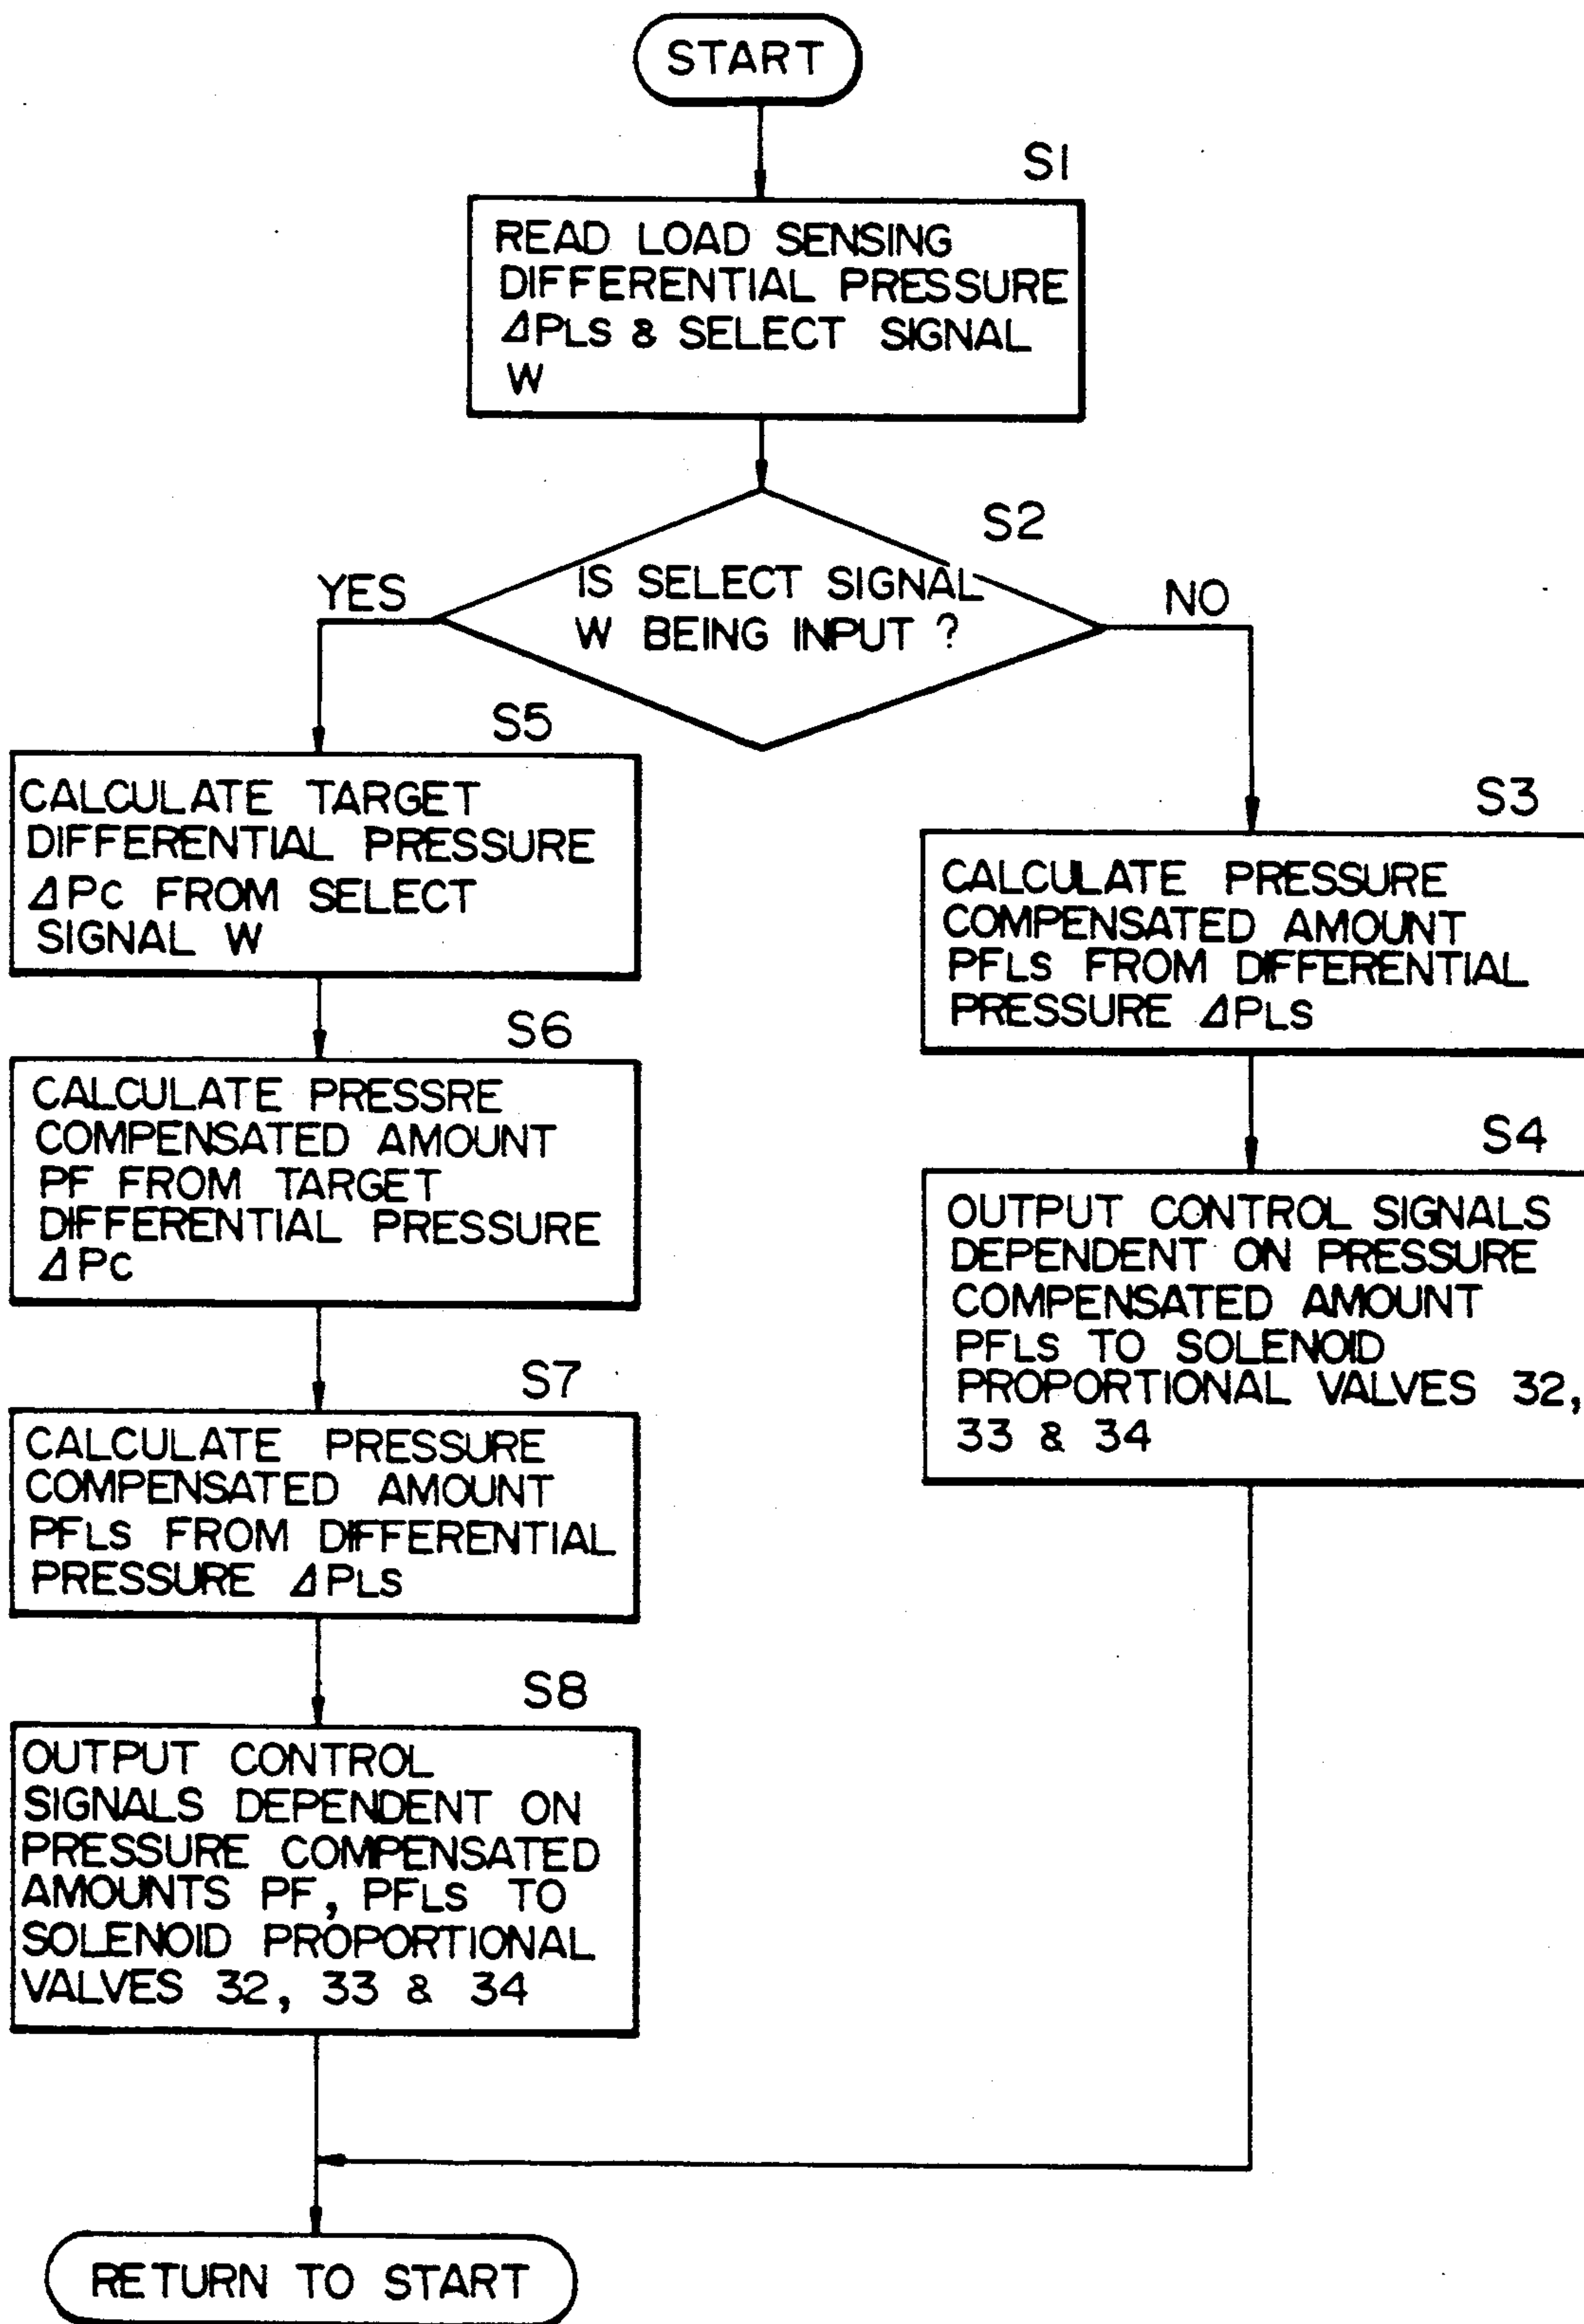 START
S1
READ LOAD SENSING
DIFFERENTIAL PRESSURE
ΔPLS & SELECT SIGNAL
W
S2
IS SELECT SIGNAL
W BEING INPUT ?
YES
NO
S5
CALCULATE TARGET
DIFFERENTIAL PRESSURE
ΔPC FROM SELECT
SIGNAL W
S6
CALCULATE PRESSRE
COMPENSATED AMOUNT
PF FROM TARGET
DIFFERENTIAL PRESSURE
ΔPC
S7
CALCULATE PRESSURE
COMPENSATED AMOUNT
PFLS FROM DIFFERENTIAL
PRESSURE ΔPLS
S8
OUTPUT CONTROL
SIGNALS DEPENDENT ON
PRESSURE COMPENSATED
AMOUNTS PF, PFLS TO
SOLENOID PROPORTIONAL
VALVES 32, 33 & 34
S3
CALCULATE PRESSURE
COMPENSATED AMOUNT
PFLS FROM DIFFERENTIAL
PRESSURE ΔPLS
S4
OUTPUT CONTROL SIGNALS
DEPENDENT ON PRESSURE
COMPENSATED AMOUNT
PFLS TO SOLENOID
PROPORTIONAL VALVES 32,
33 & 34
RETURN TO START